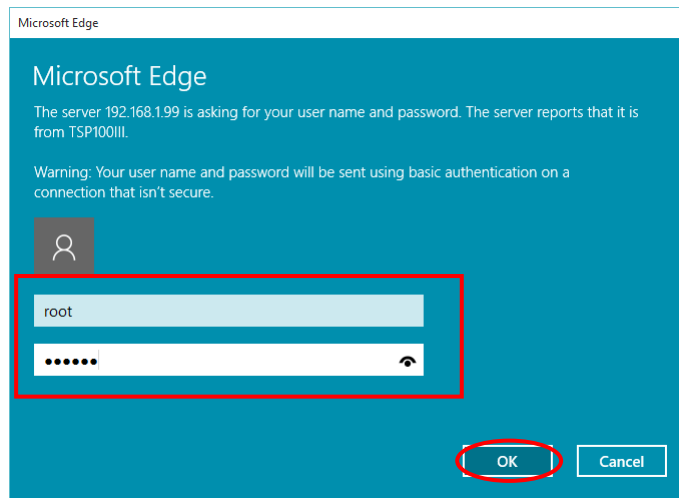 Microsoft Edge
Microsoft Edge
The server 192.168.1.99 is asking for your user name and password. The server reports that it is
from TSP100III.
Warning: Your user name and password will be sent using basic authentication on a
connection that isn't secure.
root
●●●●●●
OK Cancel